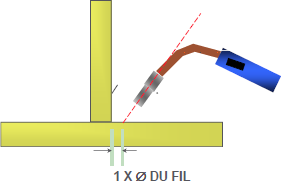 1 X Ø DU FIL